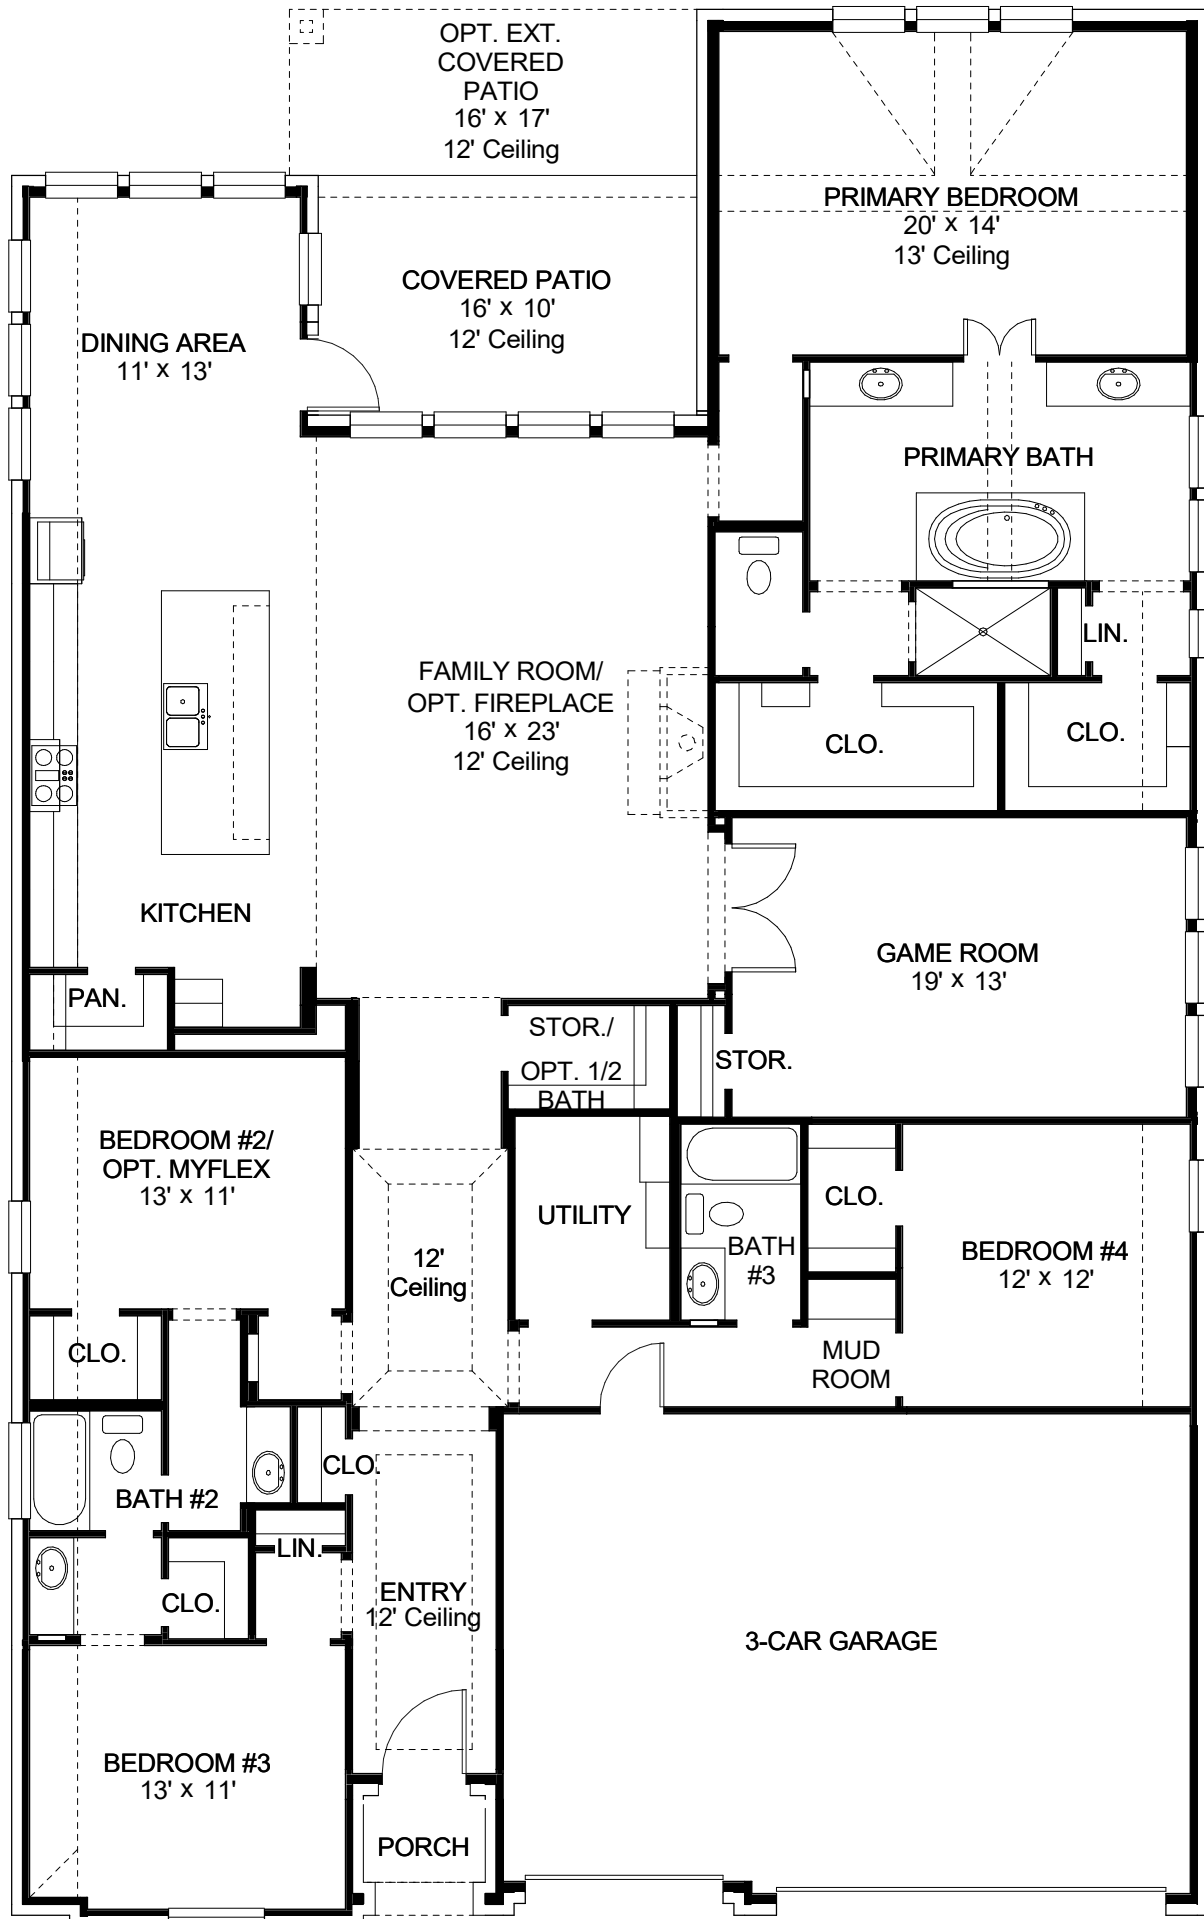 OPT. EXT.
COVERED
PATIO
16' x 17'
12' Ceiling
PRIMARY BEDROOM
20' x 14'
13' Ceiling
COVERED PATIO
16' x 10'
12' Ceiling
DINING AREA
11' x 13'
PRIMARY BATH
LIN.
FAMILY ROOM/
OPT. FIREPLACE
16' x 23'
12' Ceiling
CLO.
CLO.
KITCHEN
GAME ROOM
19' x 13'
PAN.
STOR./
OPT. 1/2
BATH
STOR.
BEDROOM #2/
OPT. MYFLEX
13' x 11'
UTILITY
CLO.
BATH
#3
BEDROOM #4
12' x 12'
12'
Ceiling
CLO.
MUD
ROOM
CLO.
BATH #2
LIN.
CLO.
ENTRY
12' Ceiling
3-CAR GARAGE
BEDROOM #3
13' x 11'
PORCH